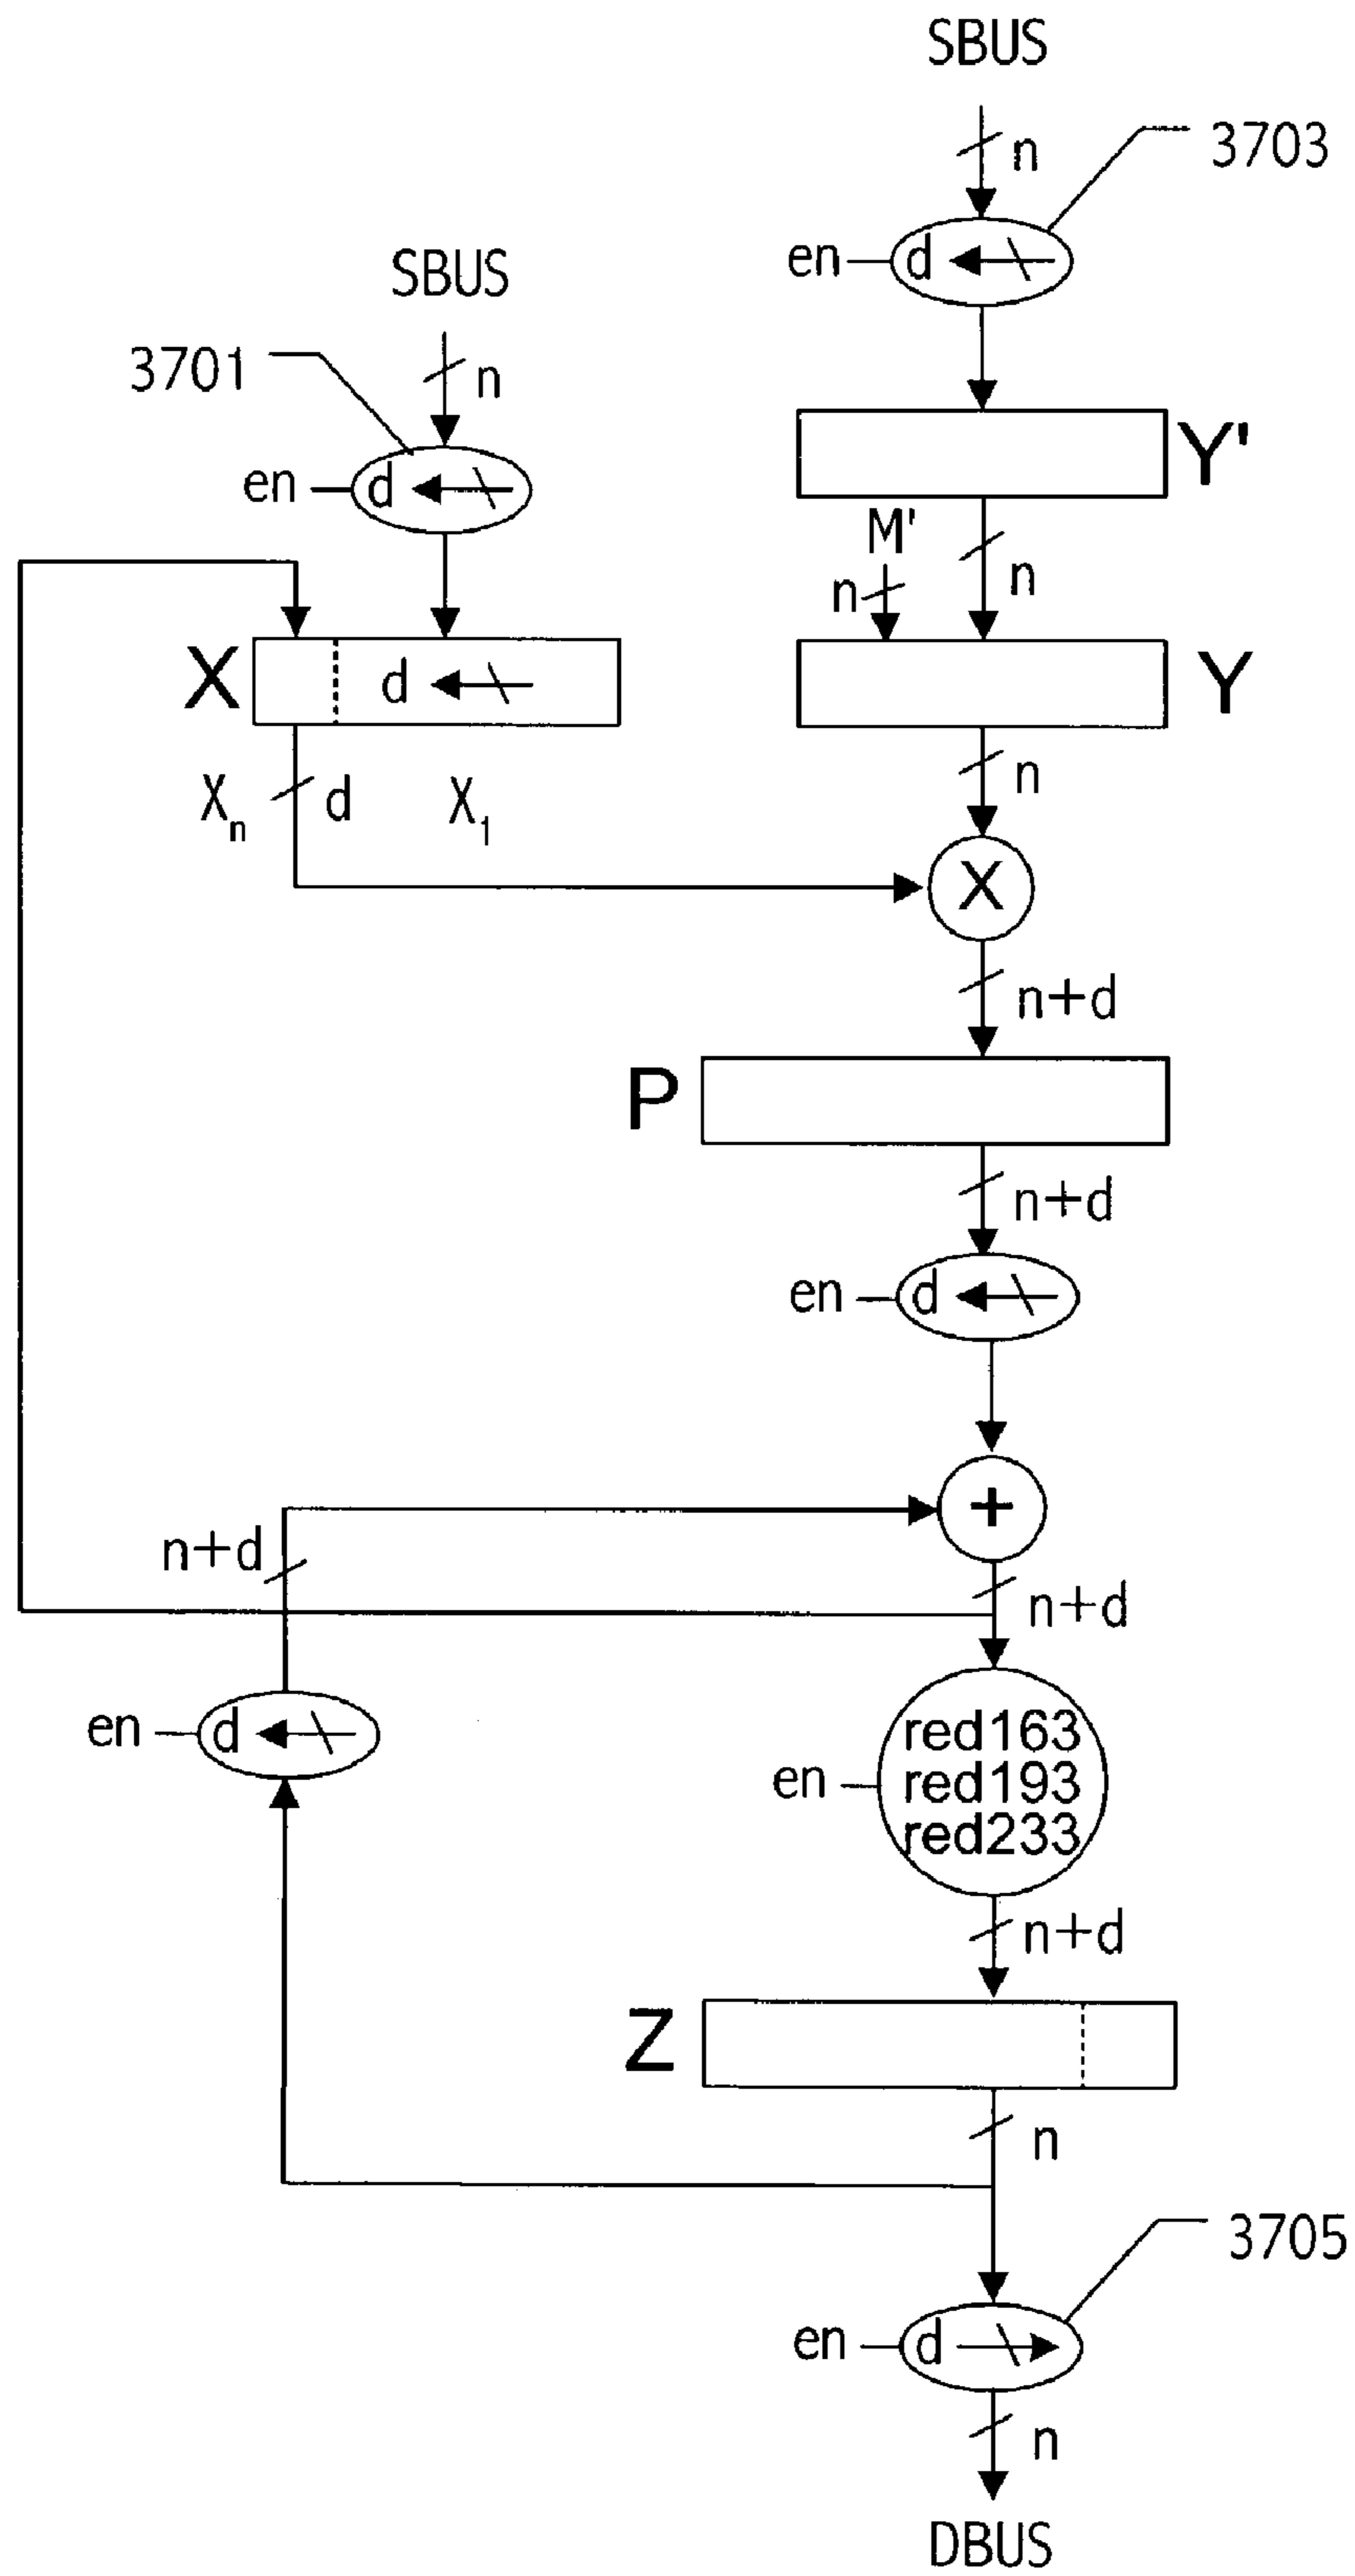 SBUS
n
3703
en d
SBUS
3701
n
en d
Y'
M'
n
n
X d
Y
Xn d X1
n
X
n+d
P
n+d
en d
+
n+d
n+d
en d
red163
en red193
red233
n+d
Z
n
3705
en d
n
DBUS